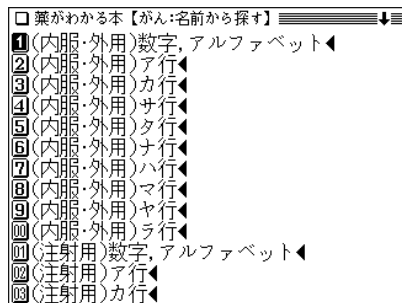 □ 薬がわかる本【がん:名前から探す】
1(内服・外用)数字,アルファベット◀
2(内服・外用)ア行◀
3(内服・外用)カ行◀
4(内服・外用)サ行◀
5(内服・外用)タ行◀
6(内服・外用)ナ行◀
7(内服・外用)ハ行◀
8(内服・外用)マ行◀
9(内服・外用)ヤ行◀
00(内服・外用)ラ行◀
01(注射用)数字,アルファベット◀
02(注射用)ア行◀
03(注射用)カ行◀